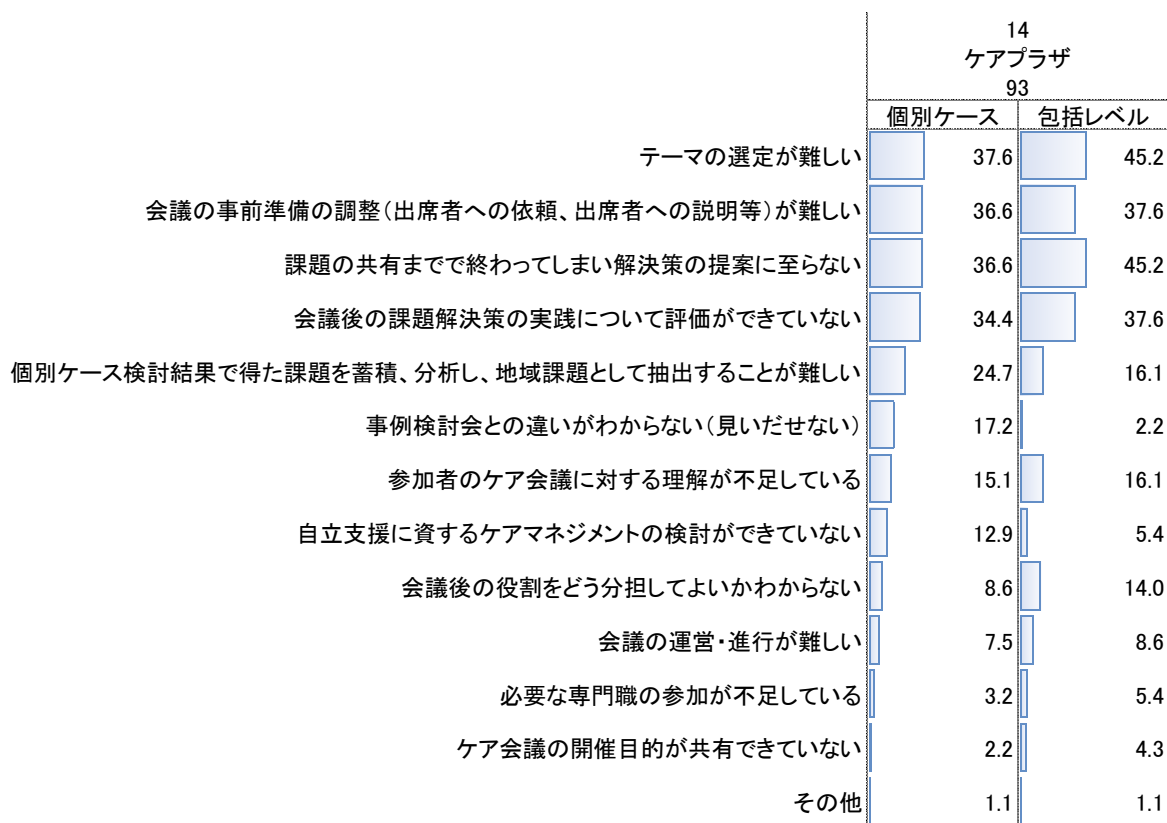 14
ケアプラザ
93
個別ケース 包括レベル
テーマの選定が難しい 37.6 45.2
会議の事前準備の調整(出席者への依頼、出席者への説明等)が難しい 36.6 37.6
課題の共有までで終わってしまい解決策の提案に至らない 36.6 45.2
会議後の課題解決策の実践について評価ができていない 34.4 37.6
個別ケース検討結果で得た課題を蓄積、分析し、地域課題として抽出することが難しい 24.7 16.1
事例検討会との違いがわからない(見いだせない) 17.2 2.2
参加者のケア会議に対する理解が不足している 15.1 16.1
自立支援に資するケアマネジメントの検討ができていない 12.9 5.4
会議後の役割をどう分担してよいかわからない 8.6 14.0
会議の運営・進行が難しい 7.5 8.6
必要な専門職の参加が不足している 3.2 5.4
ケア会議の開催目的が共有できていない 2.2 4.3
その他 1.1 1.1